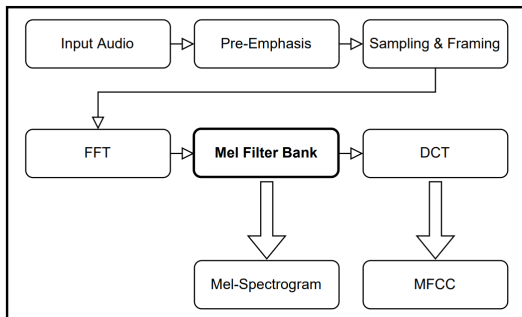 Input Audio
Pre-Emphasis
Sampling & Framing
FFT
Mel Filter Bank
DCT
Mel-Spectrogram
MFCC